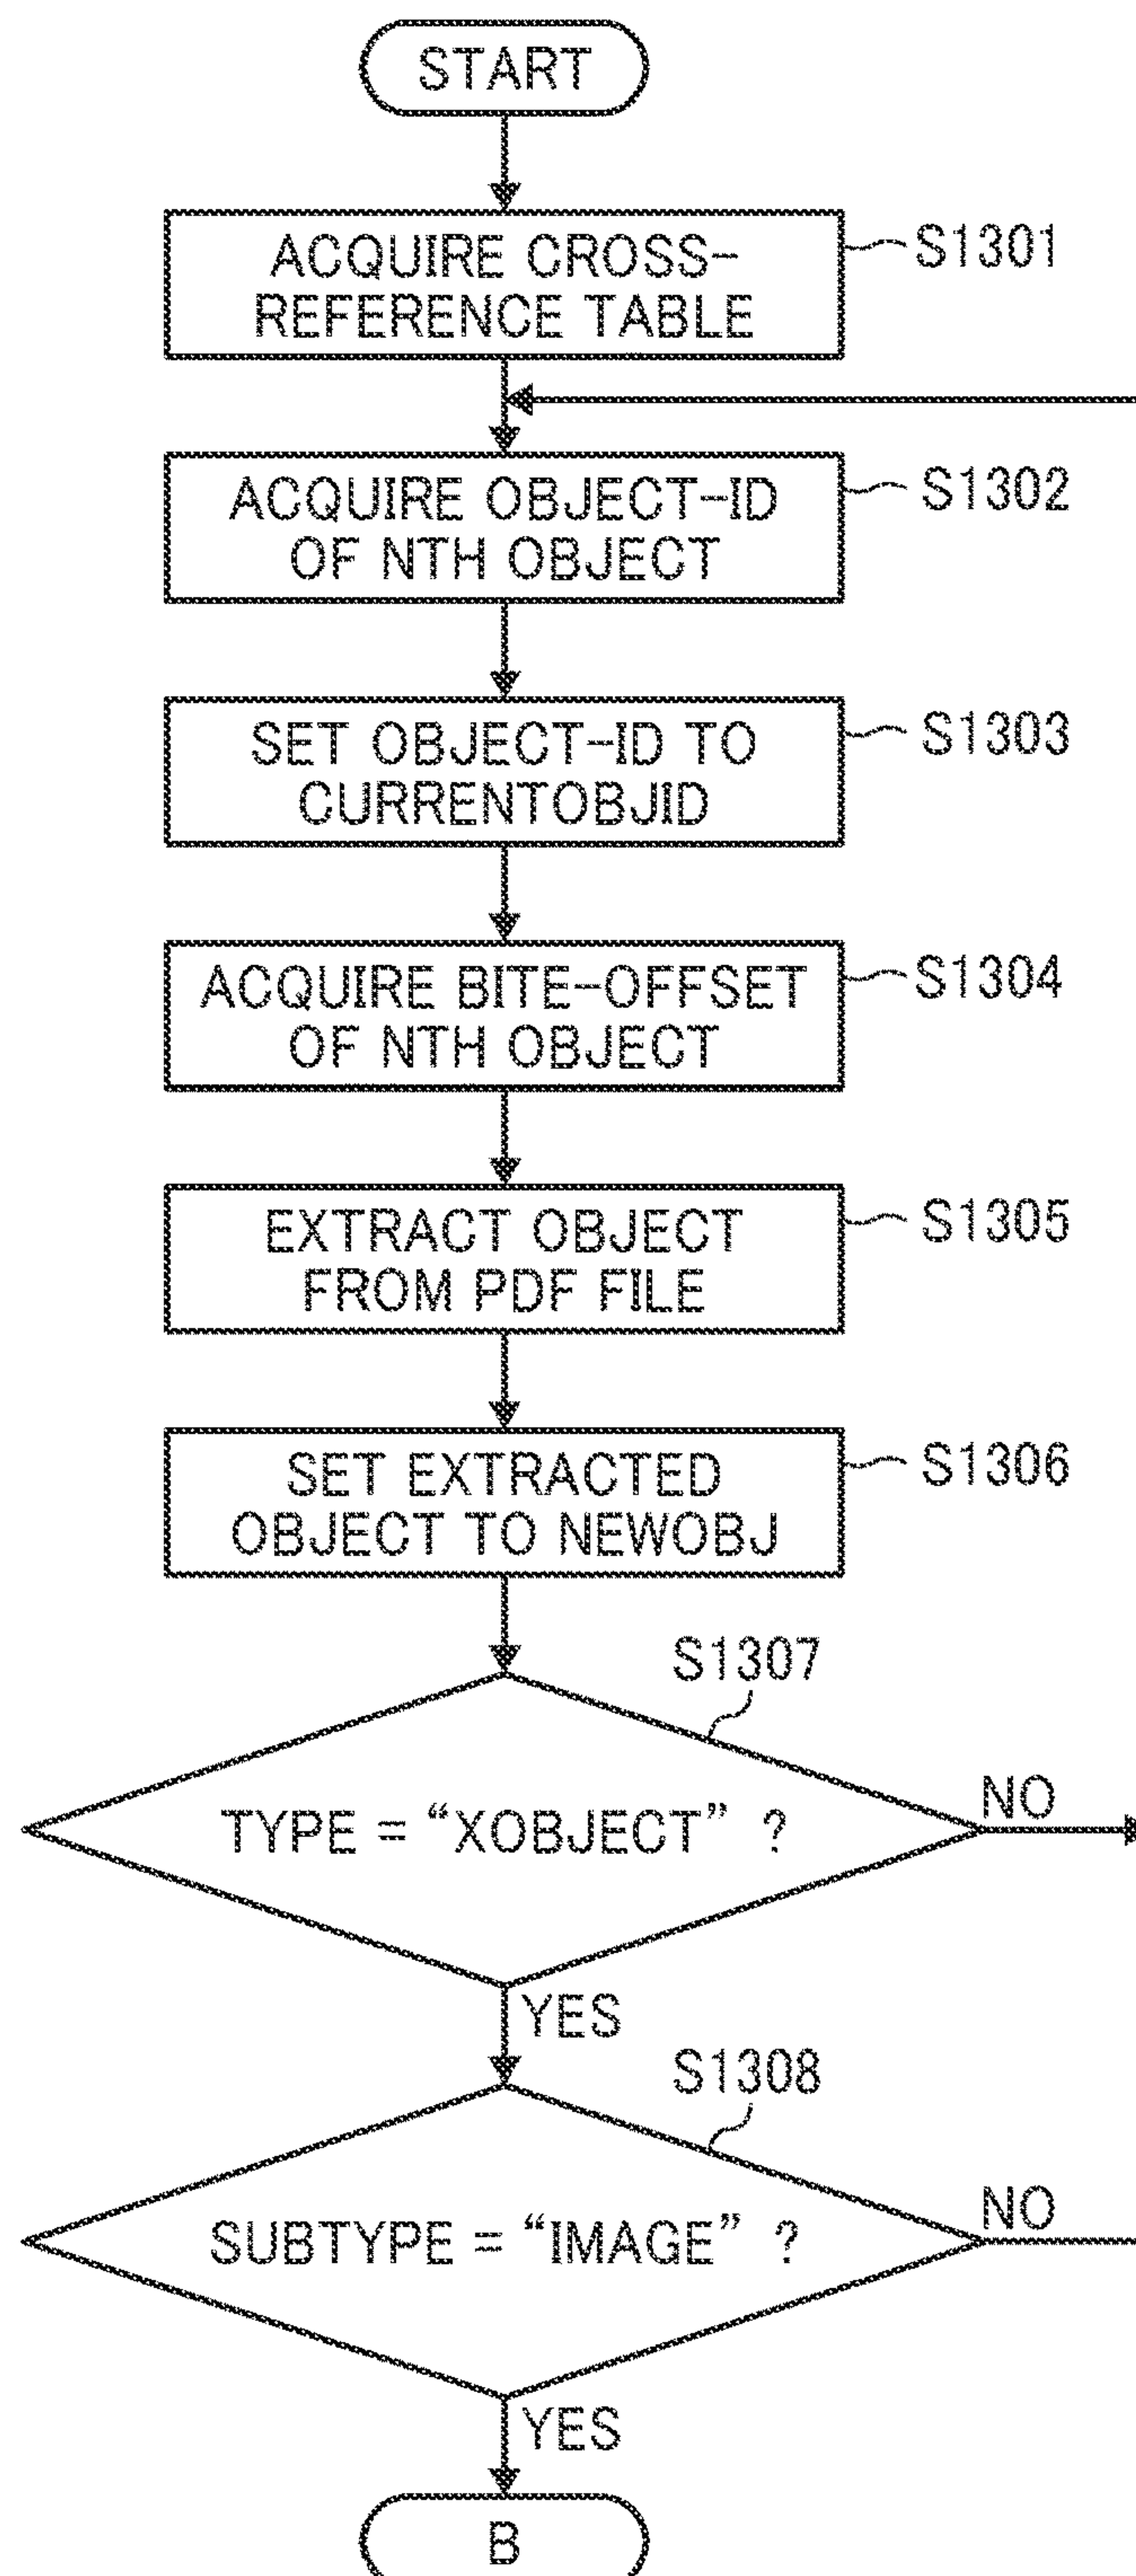 START
ACQUIRE CROSS-
REFERENCE TABLE
S1301
ACQUIRE OBJECT-ID
OF NTH OBJECT
S1302
SET OBJECT-ID TO
CURRENTOBJID
S1303
ACQUIRE BITE-OFFSET
OF NTH OBJECT
S1304
EXTRACT OBJECT
FROM PDF FILE
S1305
SET EXTRACTED
OBJECT TO NEWOBJ
S1306
S1307
TYPE = “XOBJECT” ?
NO
YES
S1308
SUBTYPE = “IMAGE” ?
NO
YES
B